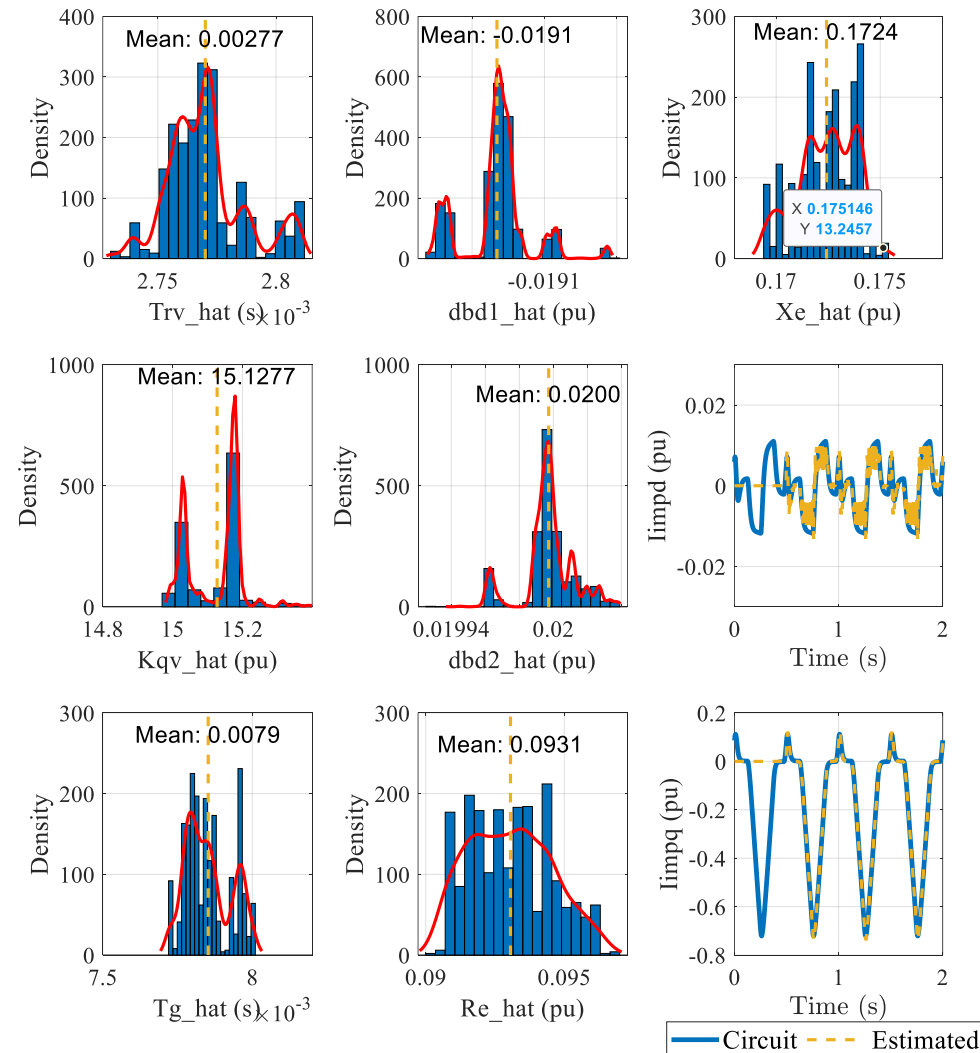 400
300
200
100
0
Density
Mean: 0.00277
2.75
2.8
Trv_hat (s)
×10⁻³
800
600
400
200
0
Density
Mean: -0.0191
-0.0191
dbd1_hat (pu)
300
200
100
0
Density
Mean: 0.1724
X 0.175146
Y 13.2457
0.17
0.175
Xe_hat (pu)
1000
500
0
Density
Mean: 15.1277
14.8
15
15.2
Kqv_hat (pu)
1000
500
0
Density
Mean: 0.0200
0.01994
0.02
dbd2_hat (pu)
0.02
0
-0.02
Iimpd (pu)
0
1
2
Time (s)
300
200
100
0
Density
Mean: 0.0079
7.5
8
Tg_hat (s)
×10⁻³
300
200
100
0
Density
Mean: 0.0931
0.09
0.095
Re_hat (pu)
0.2
0
-0.2
-0.4
-0.6
-0.8
Iimpq (pu)
0
1
2
Time (s)
Circuit
Estimated